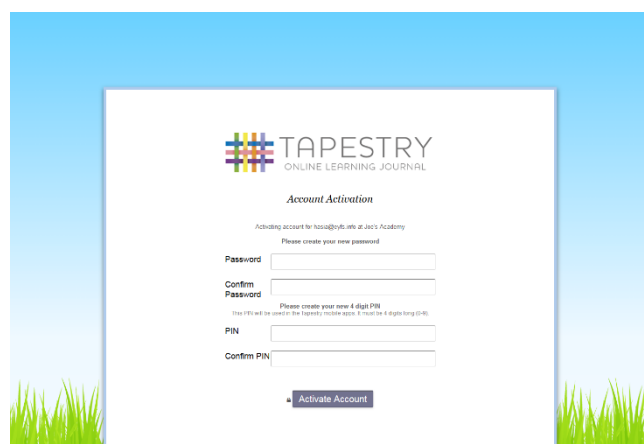 TAPESTRY
ONLINE LEARNING JOURNAL
Account Activation
Activating account for hasia@eyfs.info at Jac's Academy
Please create your new password
Password
Confirm
Password
Please create your new 4 digit PIN
This PIN will be used in the Tapestry mobile apps. It must be 4 digits long (0-9).
PIN
Confirm PIN
Activate Account